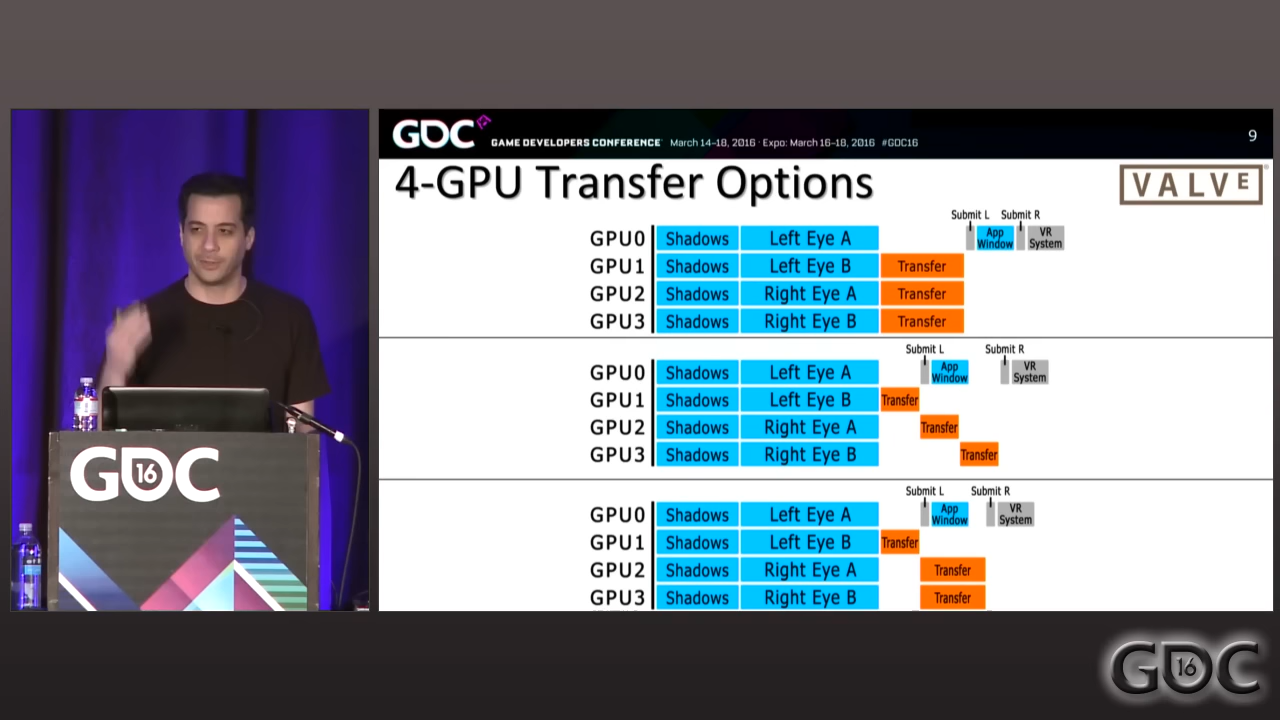 GDC
GAME DEVELOPERS CONFERENCE March 14-18, 2016 · Expo: March 16-18, 2016 #GDC16
9
4-GPU Transfer Options
VALVE
Submit L Submit R
GPU0 Shadows Left Eye A App Window VR System
GPU1 Shadows Left Eye B Transfer
GPU2 Shadows Right Eye A Transfer
GPU3 Shadows Right Eye B Transfer
Submit L Submit R
GPU0 Shadows Left Eye A App Window VR System
GPU1 Shadows Left Eye B Transfer
GPU2 Shadows Right Eye A Transfer
GPU3 Shadows Right Eye B Transfer
Submit L Submit R
GPU0 Shadows Left Eye A App Window VR System
GPU1 Shadows Left Eye B Transfer
GPU2 Shadows Right Eye A Transfer
GPU3 Shadows Right Eye B Transfer
GDC 16
GDC 16